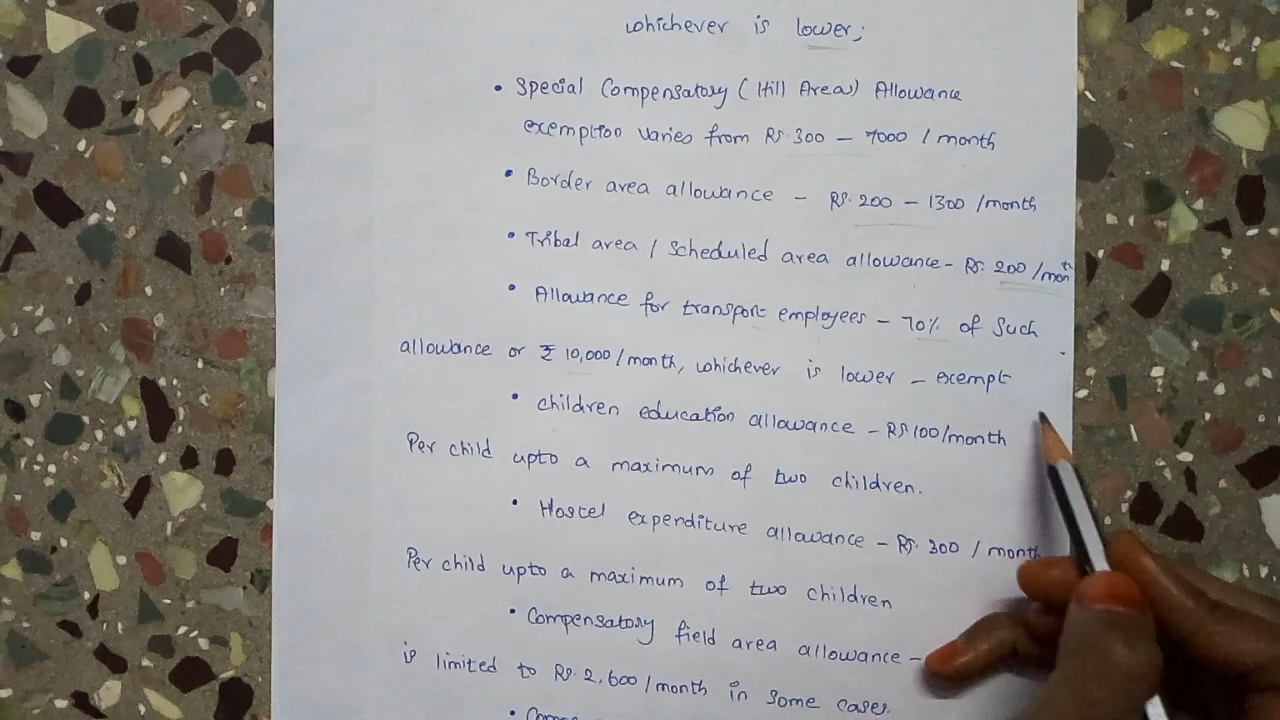 whichever is lower;
• Special Compensatory (Hill Area) Allowance
exemption varies from Rs. 300 – 7000 / month
• Border area allowance – Rs. 200 – 1300 / month
• Tribal area / Scheduled area allowance – Rs. 200 / month
• Allowance for transport employees – 70% of Such
allowance or ₹ 10,000 / month, whichever is lower – exempt
• children education allowance – Rs 100/month
Per child upto a maximum of two children.
• Hostel expenditure allowance – Rs. 300 / month
Per child upto a maximum of two children
• Compensatory field area allowance –
is limited to Rs. 2,600 / month in some cases.
•